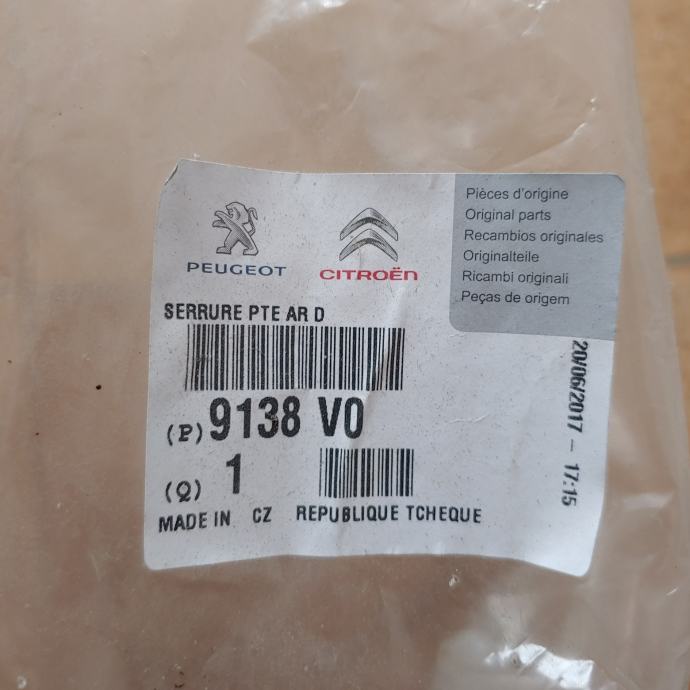 PEUGEOT
CITROËN
Pièces d'origine
Original parts
Recambios originales
Originalteile
Ricambi originali
Peças de origem
SERRURE PTE AR D
(P) 9138 V0
(Q) 1
MADE IN CZ REPUBLIQUE TCHEQUE
20/06/2017 - 17:15